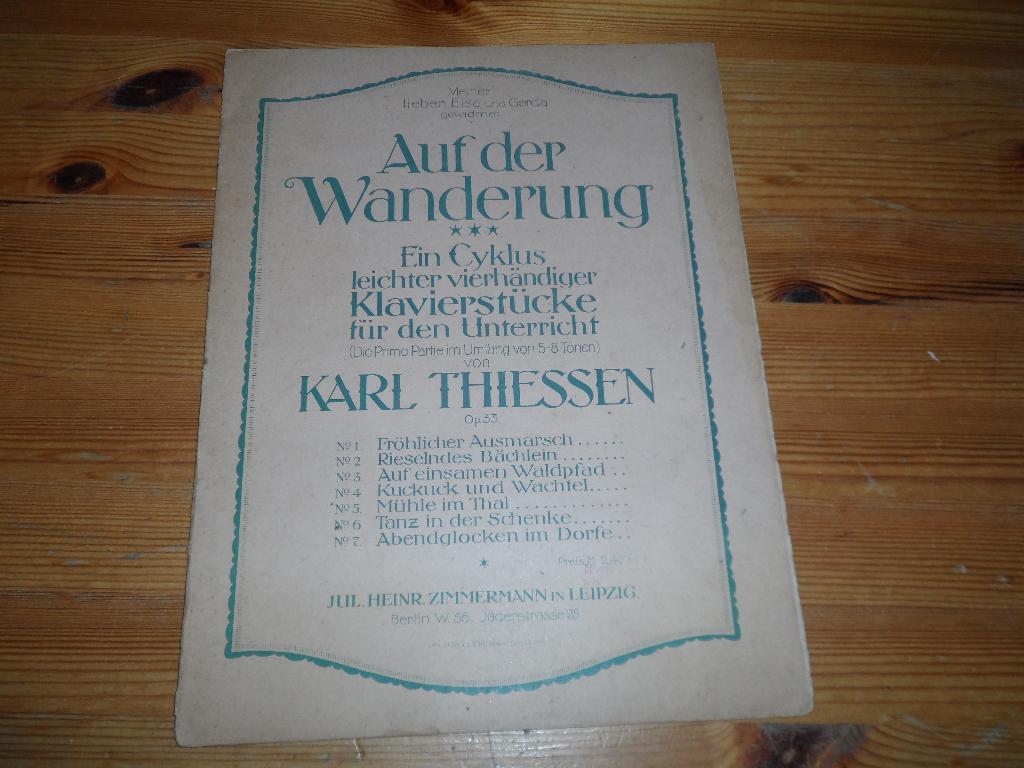 Meiner
lieben Else und Gerda
gewidmet
Auf der
Wanderung
Ein Cyklus
leichter vierhändiger
Klavierstücke
für den Unterricht
(Die Primo Partie im Umfang von 5-8 Tönen)
von
KARL THIESSEN
Op.33.
No 1. Fröhlicher Ausmarsch......
No 2 Rieselndes Bächlein........
No 3 Auf einsamen Waldpfad ..
No 4 Kuckuck und Wachtel.....
No 5. Mühle im Thal .............
No 6 Tanz in der Schenke.......
No 7. Abendglocken im Dorfe..
JUL. HEINR. ZIMMERMANN IN LEIPZIG.
Berlin W. 56. Jägerstrasse 25